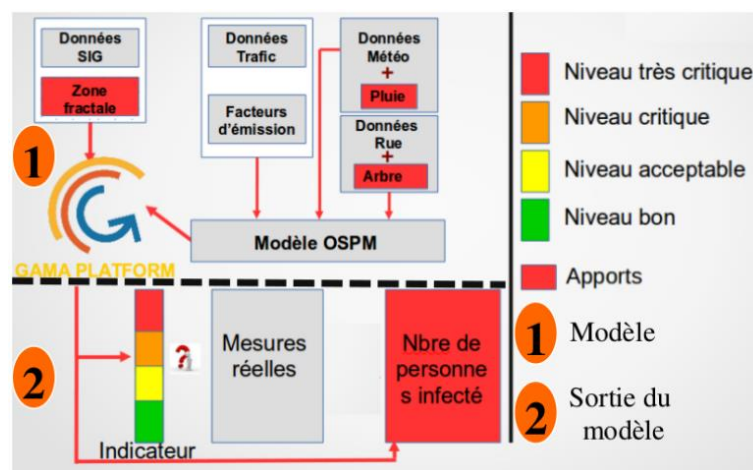 Données
SIG
Zone
fractale
Données
Trafic
Facteurs
d'émission
Données
Météo
+
Pluie
Données
Rue
+
Arbre
1
GAMA PLATFORM
Modèle OSPM
2
?
Indicateur
Mesures
réelles
Nbre de
personne
s infecté
Niveau très critique
Niveau critique
Niveau acceptable
Niveau bon
Apports
1 Modèle
2 Sortie du
modèle